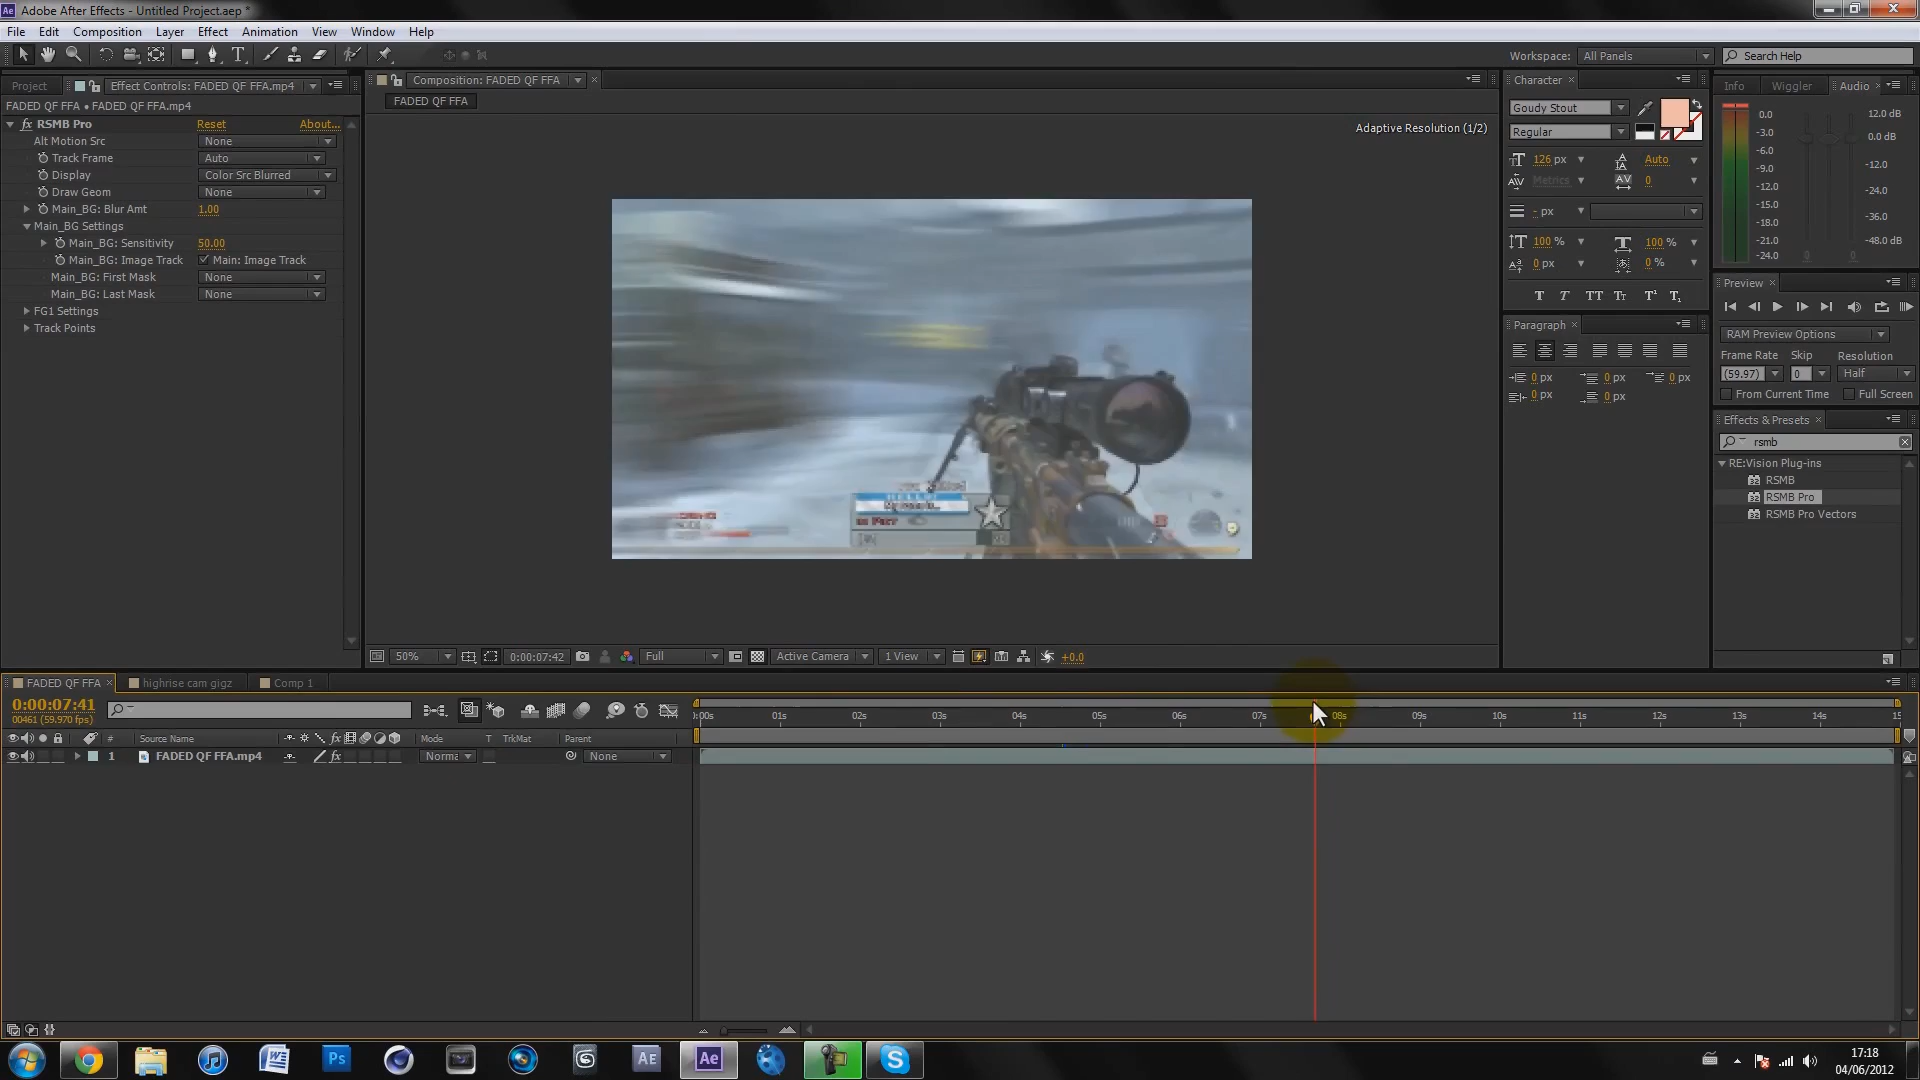 Adobe After Effects - Untitled Project.aep *
File Edit Composition Layer Effect Animation View Window Help
Workspace: All Panels Search Help
Project Effect Controls: FADED QF FFA.mp4
FADED QF FFA • FADED QF FFA.mp4
RSMB Pro Reset About...
Alt Motion Src None
Track Frame Auto
Display Color Src Blurred
Draw Geom None
Main_BG: Blur Amt 1.00
Main_BG Settings
Main_BG: Sensitivity 50.00
Main_BG: Image Track Main: Image Track
Main_BG: First Mask None
Main_BG: Last Mask None
FG1 Settings
Track Points
Composition: FADED QF FFA
FADED QF FFA
Adaptive Resolution (1/2)
50% 0:00:07:42 Full Active Camera 1 View +0.0
Character
Goudy Stout
Regular
126 px Auto
Metrics 0
- px
100 % 100 %
0 px 0 %
T T TT Tr T¹ T₁
Paragraph
0 px 0 px 0 px
0 px 0 px
Info Wiggler Audio
0.0 12.0 dB
-3.0 0.0 dB
-6.0
-9.0 -12.0
-12.0
-15.0 -24.0
-18.0 -36.0
-21.0 -48.0 dB
-24.0 0 0
Preview
RAM Preview Options
Frame Rate Skip Resolution
(59.97) 0 Half
From Current Time Full Screen
Effects & Presets
rsmb
RE:Vision Plug-ins
RSMB
RSMB Pro
RSMB Pro Vectors
FADED QF FFA highrise cam gigz Comp 1
0:00:07:41
00461 (59.970 fps)
):00s 01s 02s 03s 04s 05s 06s 07s 08s 09s 10s 11s 12s 13s 14s 15
# Source Name Mode T TrkMat Parent
1 FADED QF FFA.mp4 Norma None
17:18
04/06/2012